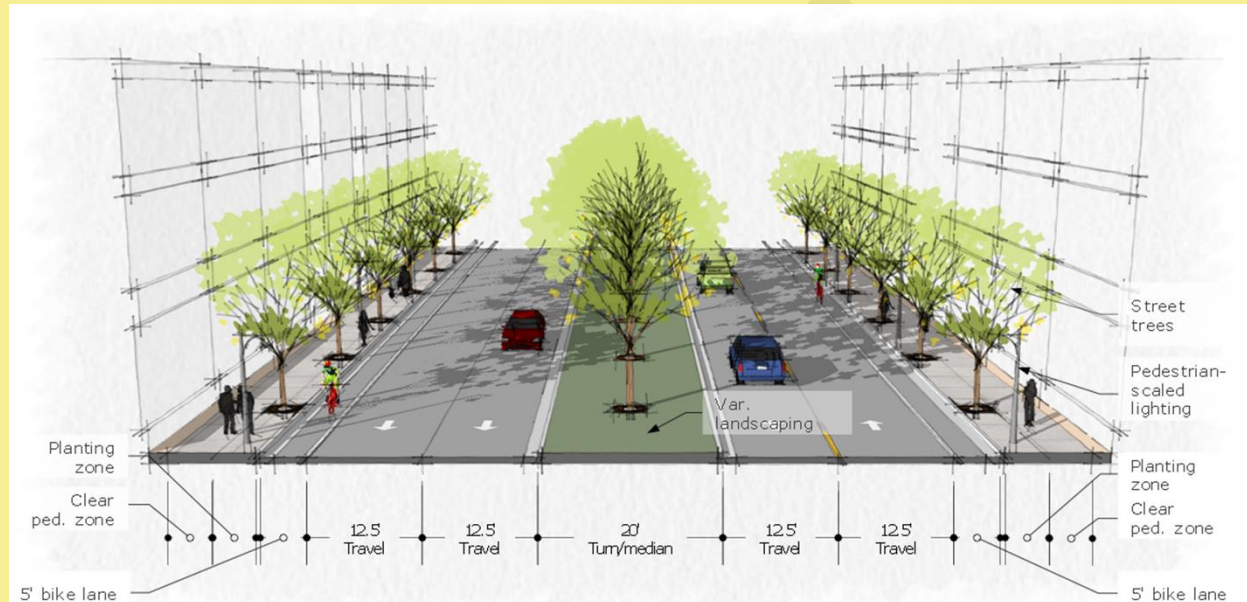 Street
trees
Pedestrian-
scaled
lighting
Var.
landscaping
Planting
zone
Clear
ped. zone
5' bike lane
12.5'
Travel
12.5'
Travel
20'
Turn/median
12.5'
Travel
12.5'
Travel
Planting
zone
Clear
ped. zone
5' bike lane